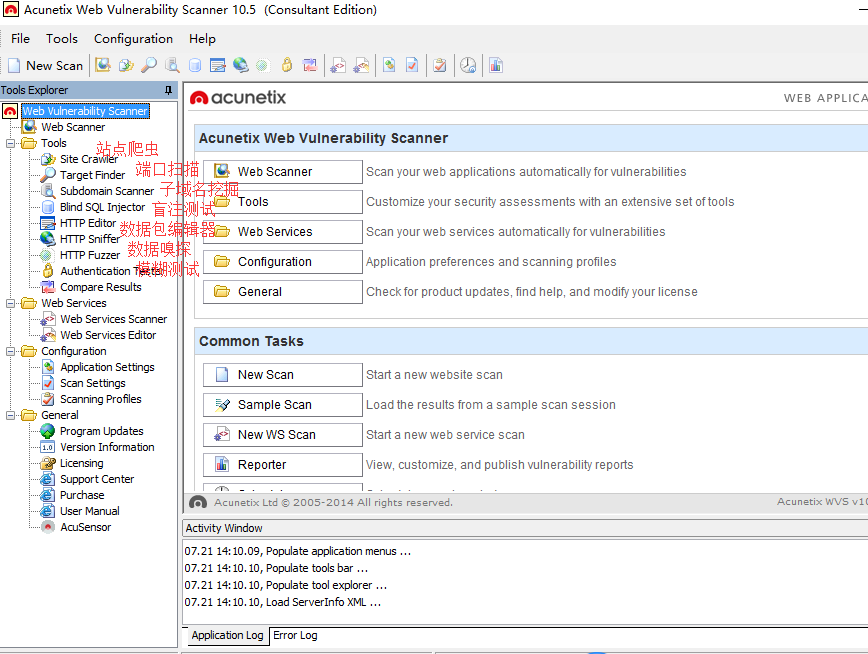 Acunetix Web Vulnerability Scanner 10.5 (Consultant Edition)
File Tools Configuration Help
New Scan
Tools Explorer
Web Vulnerability Scanner
Web Scanner
Tools
站点爬虫
Site Crawler
端口扫描
Target Finder
子域名挖掘
Subdomain Scanner
盲注测试
Blind SQL Injector
数据包编辑器
HTTP Editor
数据嗅探
HTTP Sniffer
模糊测试
HTTP Fuzzer
Authentication
Compare Results
Web Services
Web Services Scanner
Web Services Editor
Configuration
Application Settings
Scan Settings
Scanning Profiles
General
Program Updates
1.0 Version Information
Licensing
Support Center
Purchase
User Manual
AcuSensor
acunetix
WEB APPLICA
Acunetix Web Vulnerability Scanner
Web Scanner Scan your web applications automatically for vulnerabilities
Tools Customize your security assessments with an extensive set of tools
Web Services Scan your web services automatically for vulnerabilities
Configuration Application preferences and scanning profiles
General Check for product updates, find help, and modify your license
Common Tasks
New Scan Start a new website scan
Sample Scan Load the results from a sample scan session
New WS Scan Start a new web service scan
Reporter View, customize, and publish vulnerability reports
Acunetix Ltd © 2005-2014 All rights reserved. Acunetix WVS v10
Activity Window
07.21 14:10.09, Populate application menus ...
07.21 14:10.10, Populate tools bar ...
07.21 14:10.10, Populate tool explorer ...
07.21 14:10.10, Load ServerInfo XML ...
Application Log Error Log